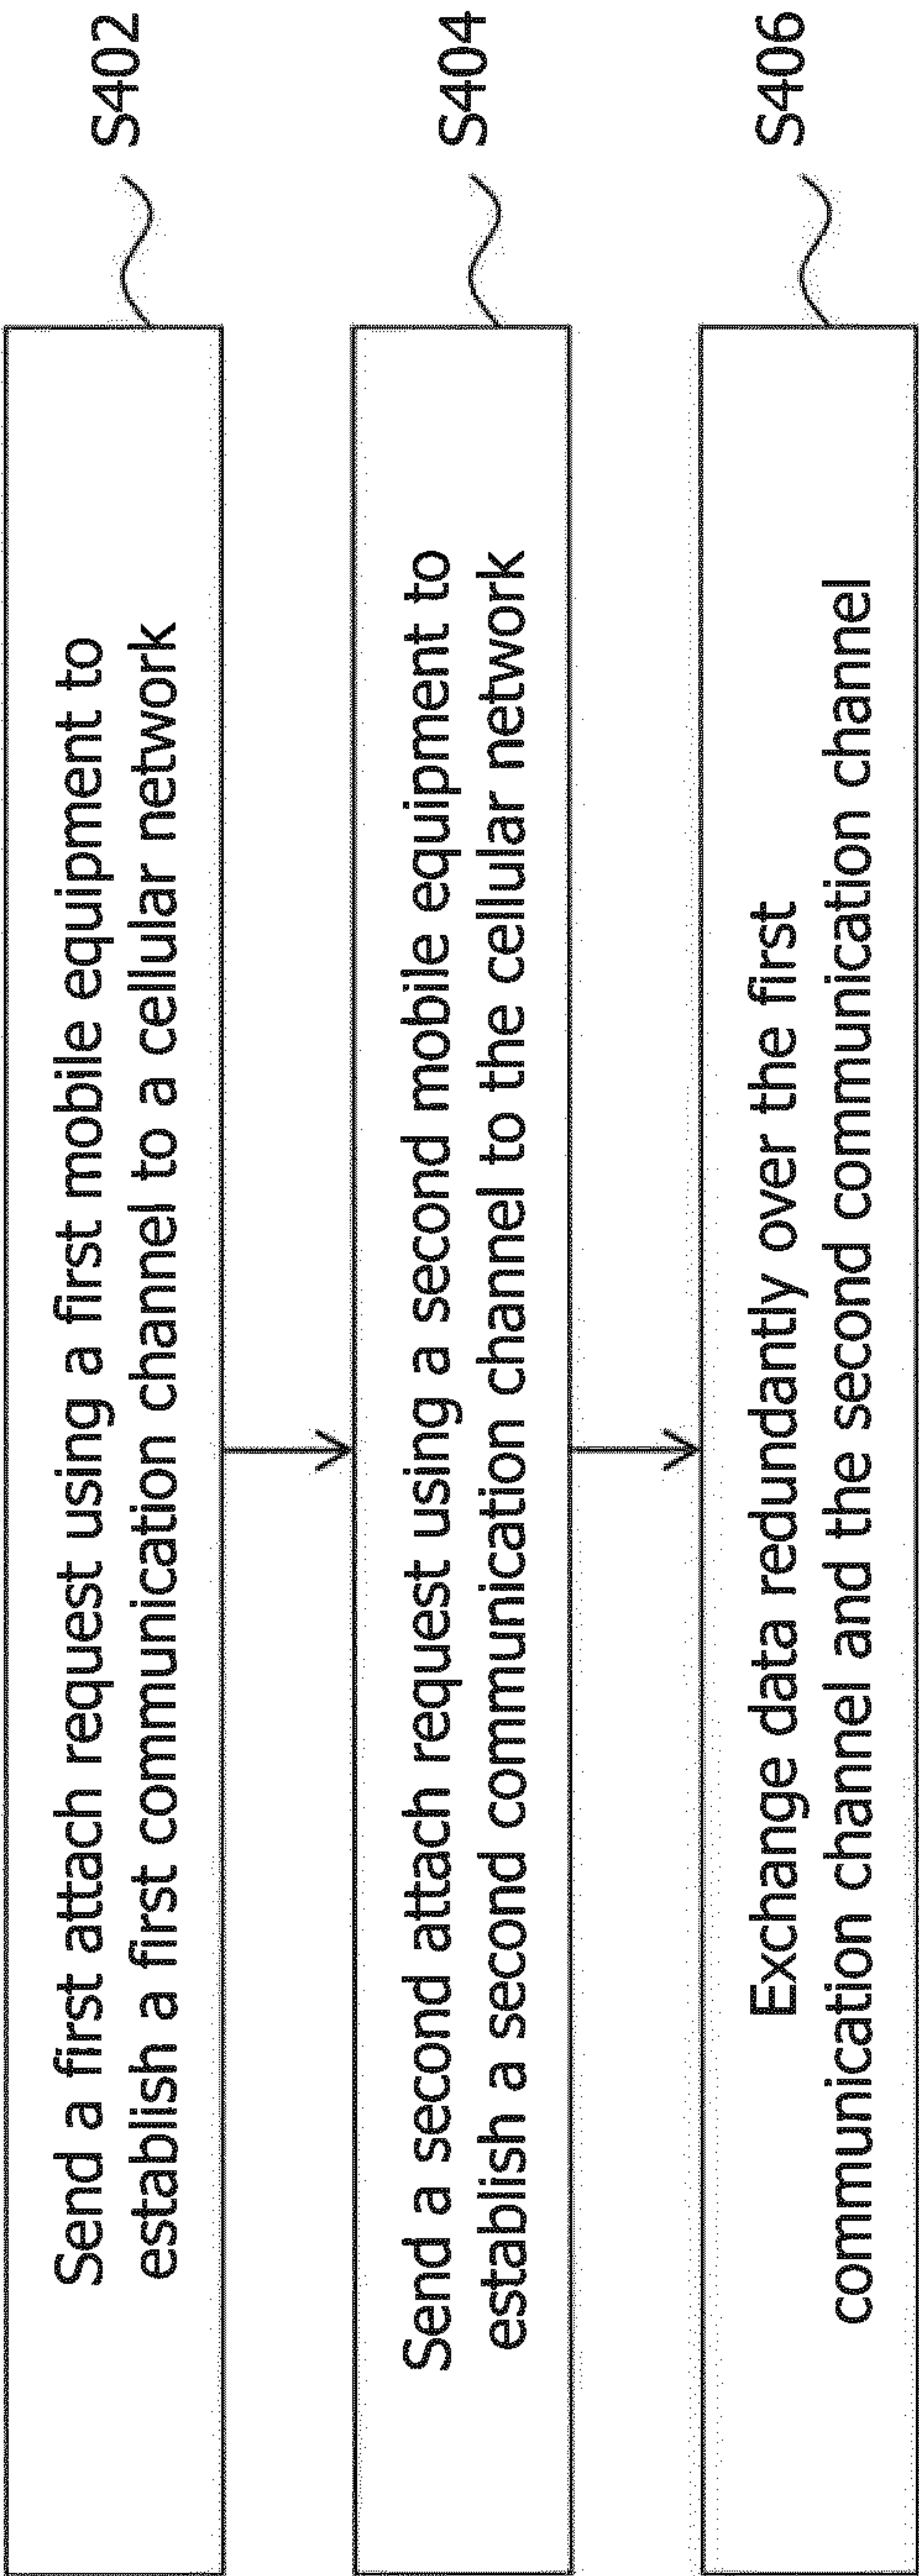 Send a first attach request using a first mobile equipment to
establish a first communication channel to a cellular network
S402
Send a second attach request using a second mobile equipment to
establish a second communication channel to the cellular network
S404
Exchange data redundantly over the first
communication channel and the second communication channel
S406